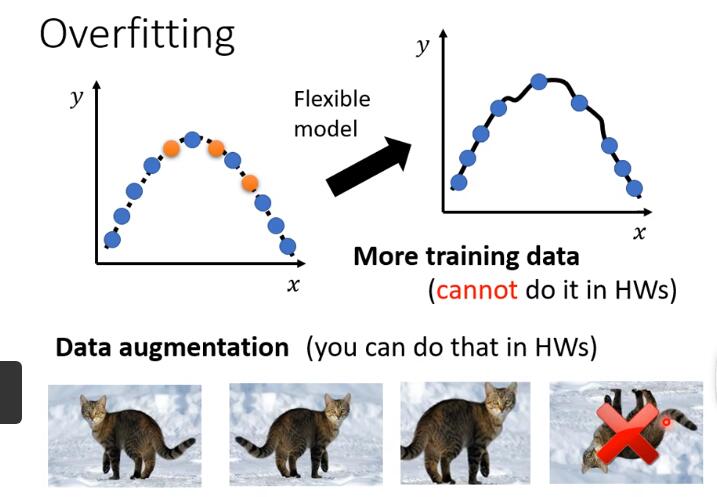 Overfitting
y
x
Flexible
model
y
x
More training data
(cannot do it in HWs)
Data augmentation (you can do that in HWs)